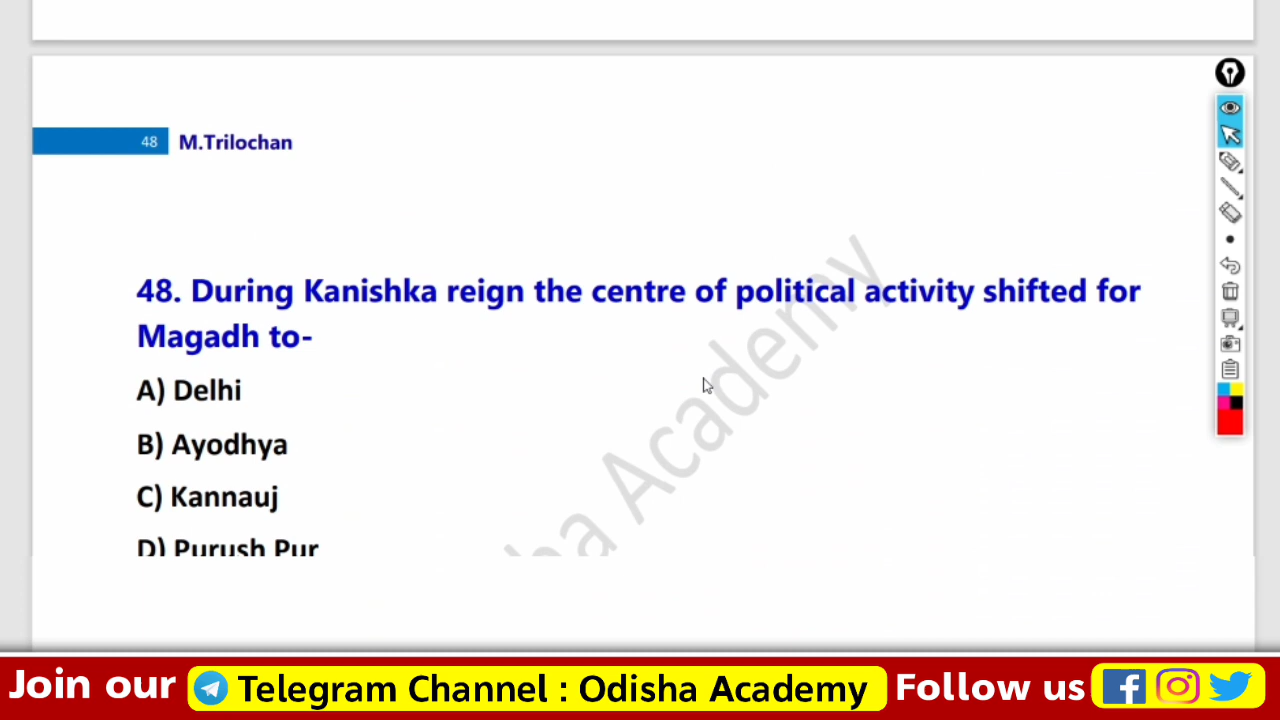 48 M.Trilochan
48. During Kanishka reign the centre of political activity shifted for
Magadh to-
A) Delhi
B) Ayodhya
C) Kannauj
D) Purush Pur
ha Academy
Join our Telegram Channel : Odisha Academy Follow us